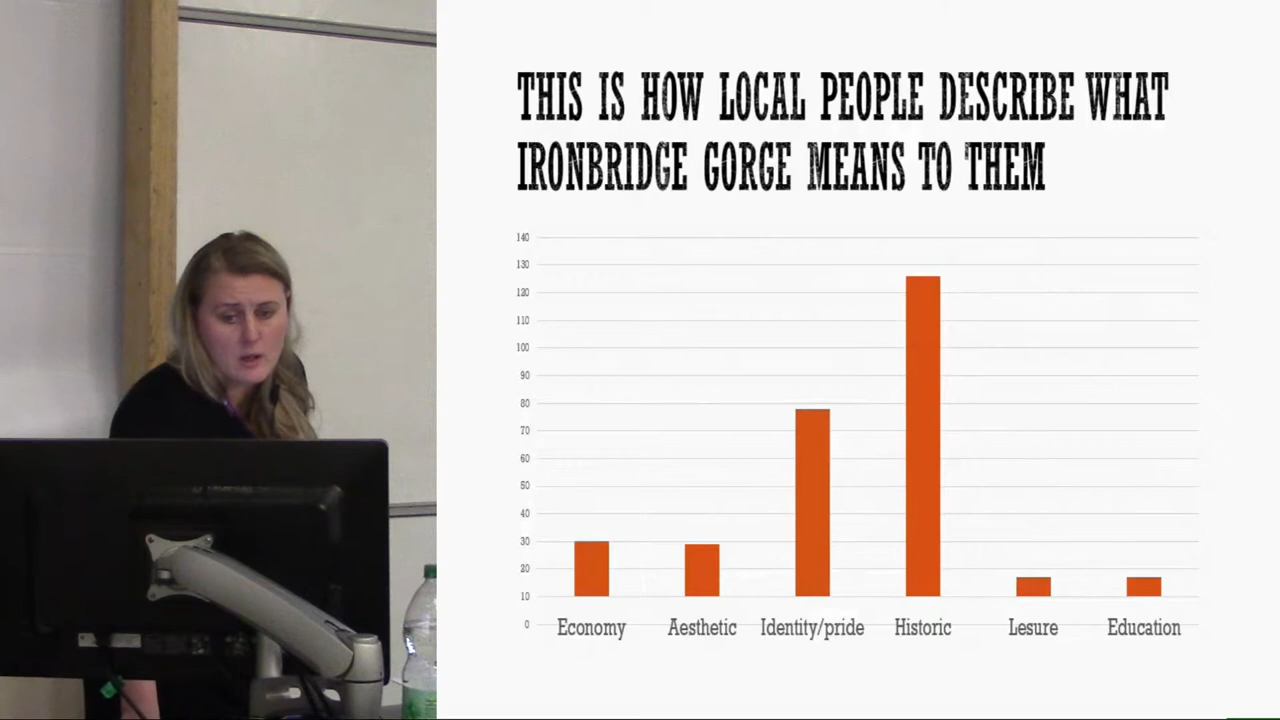 THIS IS HOW LOCAL PEOPLE DESCRIBE WHAT
IRONBRIDGE GORGE MEANS TO THEM
140
130
120
110
100
90
80
70
60
50
40
30
20
10
0
Economy
Aesthetic
Identity/pride
Historic
Lesure
Education